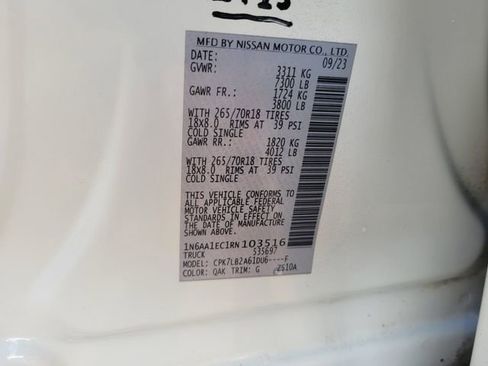 MFD BY NISSAN MOTOR CO., LTD.
DATE: 09/23
GVWR: 3311 KG
7300 LB
GAWR FR.: 1724 KG
3800 LB
WITH 265/70R18 TIRES
18X8.0 RIMS AT 39 PSI
COLD SINGLE
GAWR RR.: 1820 KG
4012 LB
WITH 265/70R18 TIRES
18X8.0 RIMS AT 39 PSI
COLD SINGLE
THIS VEHICLE CONFORMS TO
ALL APPLICABLE FEDERAL
MOTOR VEHICLE SAFETY
STANDARDS IN EFFECT ON THE
DATE OF MANUFACTURE
1N6AA1EC1RN103516
TRUCK 535697
MODEL: CPK7LB2A61DU6----F
COLOR: QAK TRIM: G ZS10A